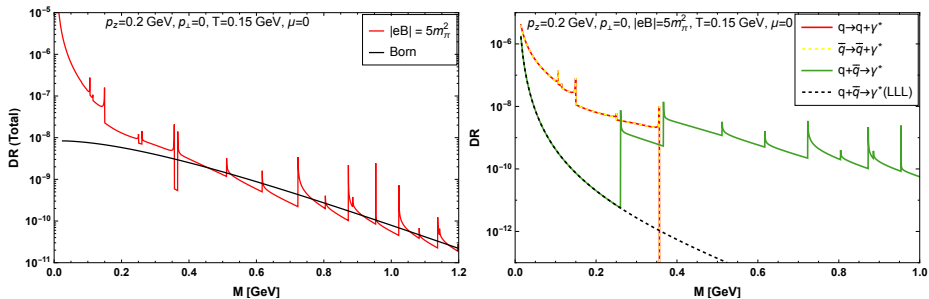 p_z=0.2 GeV, p_⊥=0, T=0.15 GeV, μ=0
|eB| = 5m_π^2
Born
DR (Total)
10^-5
10^-6
10^-7
10^-8
10^-9
10^-10
10^-11
0.0 0.2 0.4 0.6 0.8 1.0 1.2
M [GeV]
p_z=0.2 GeV, p_⊥=0, |eB|=5m_π^2, T=0.15 GeV, μ=0
q→q+γ*
q̅→q̅+γ*
q+q̅→γ*
q+q̅→γ*(LLL)
DR
10^-4
10^-6
10^-8
10^-10
10^-12
0.0 0.2 0.4 0.6 0.8 1.0
M [GeV]